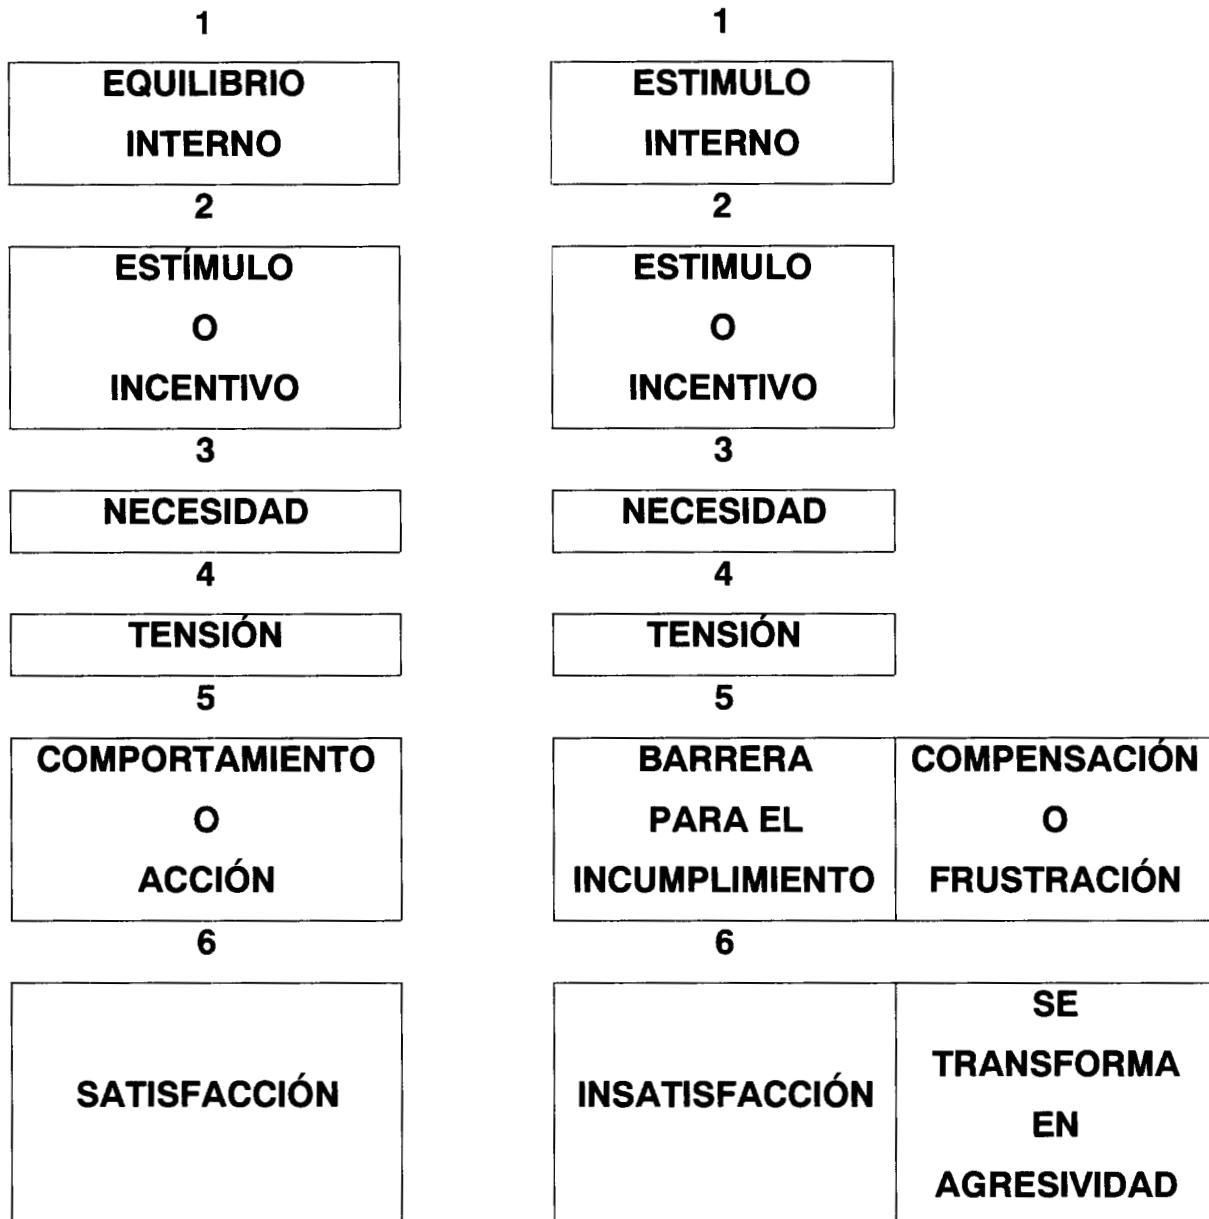 1
EQUILIBRIO
INTERNO
2
ESTÍMULO
O
INCENTIVO
3
NECESIDAD
4
TENSIÓN
5
COMPORTAMIENTO
O
ACCIÓN
6
SATISFACCIÓN
1
ESTIMULO
INTERNO
2
ESTIMULO
O
INCENTIVO
3
NECESIDAD
4
TENSIÓN
5
BARRERA
PARA EL
INCUMPLIMIENTO
COMPENSACIÓN
O
FRUSTRACIÓN
6
INSATISFACCIÓN
SE
TRANSFORMA
EN
AGRESIVIDAD